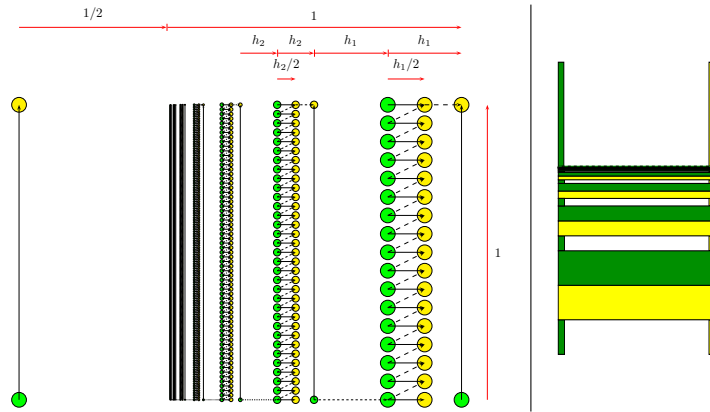 1/2 1
h₂ h₂ h₁ h₁
h₂/2 h₁/2
1